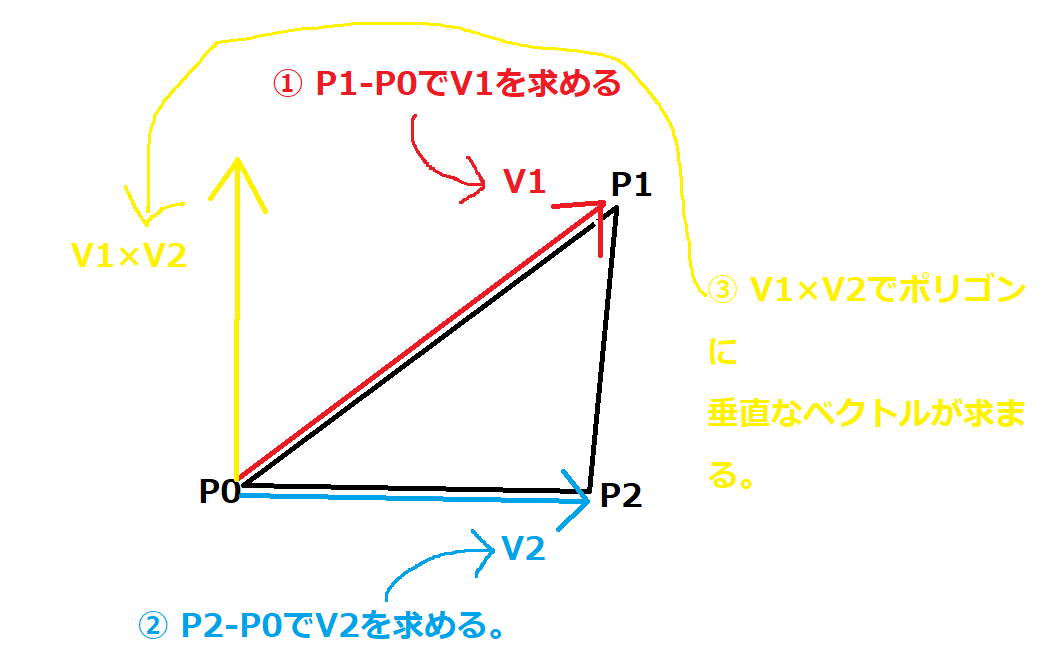 ① P1-P0でV1を求める
V1
P1
V1×V2
③ V1×V2でポリゴン
に
垂直なベクトルが求ま
る。
P0
P2
V2
② P2-P0でV2を求める。